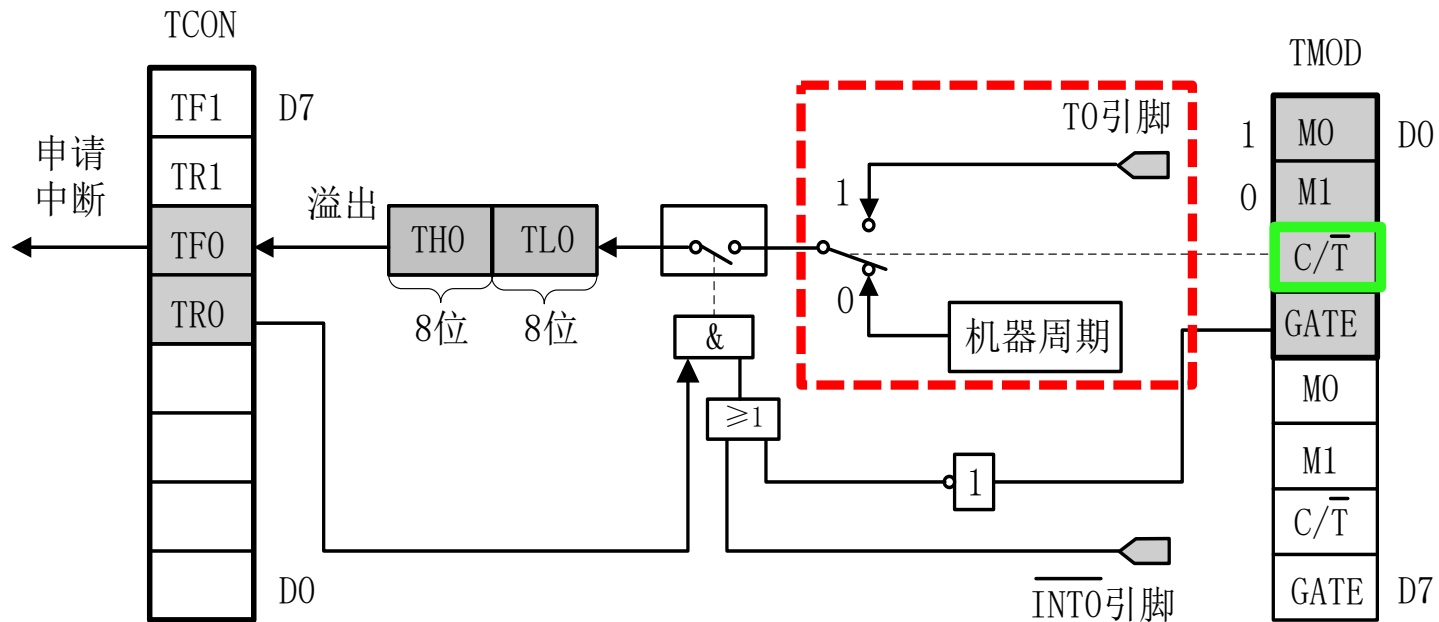 TCON
TF1
D7
TR1
TF0
TR0
D0
申请
中断
溢出
TH0
TL0
8位
8位
&
≥1
1
T0引脚
1
0
机器周期
INT0引脚
TMOD
1
M0
D0
0
M1
C/T
GATE
M0
M1
C/T
GATE
D7